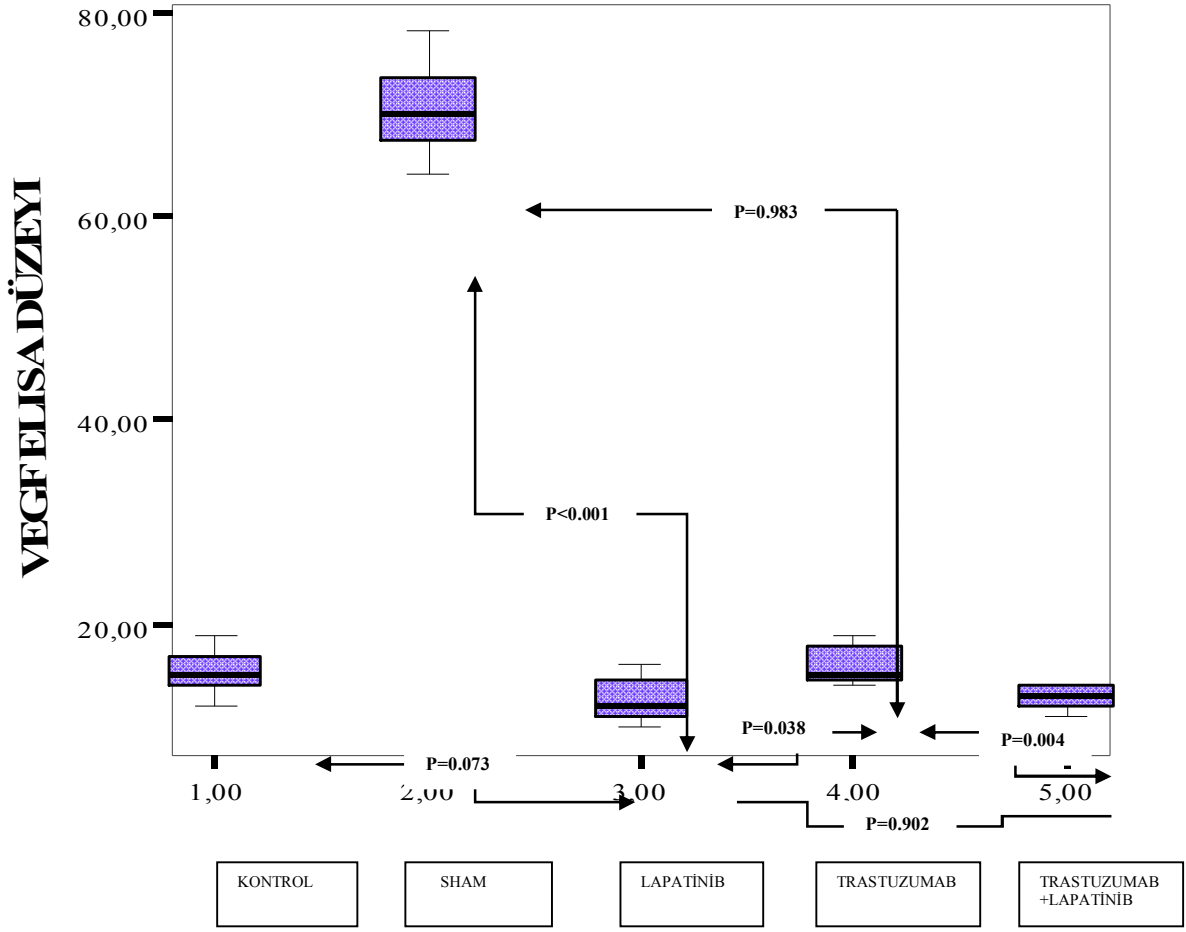 80,00
60,00
40,00
20,00
VEGF ELISA DÜZEYI
P=0.983
P<0.001
P=0.038
P=0.004
P=0.073
1,00
2,00
3,00
4,00
5,00
P=0.902
KONTROL
SHAM
LAPATİNİB
TRASTUZUMAB
TRASTUZUMAB
+LAPATİNİB